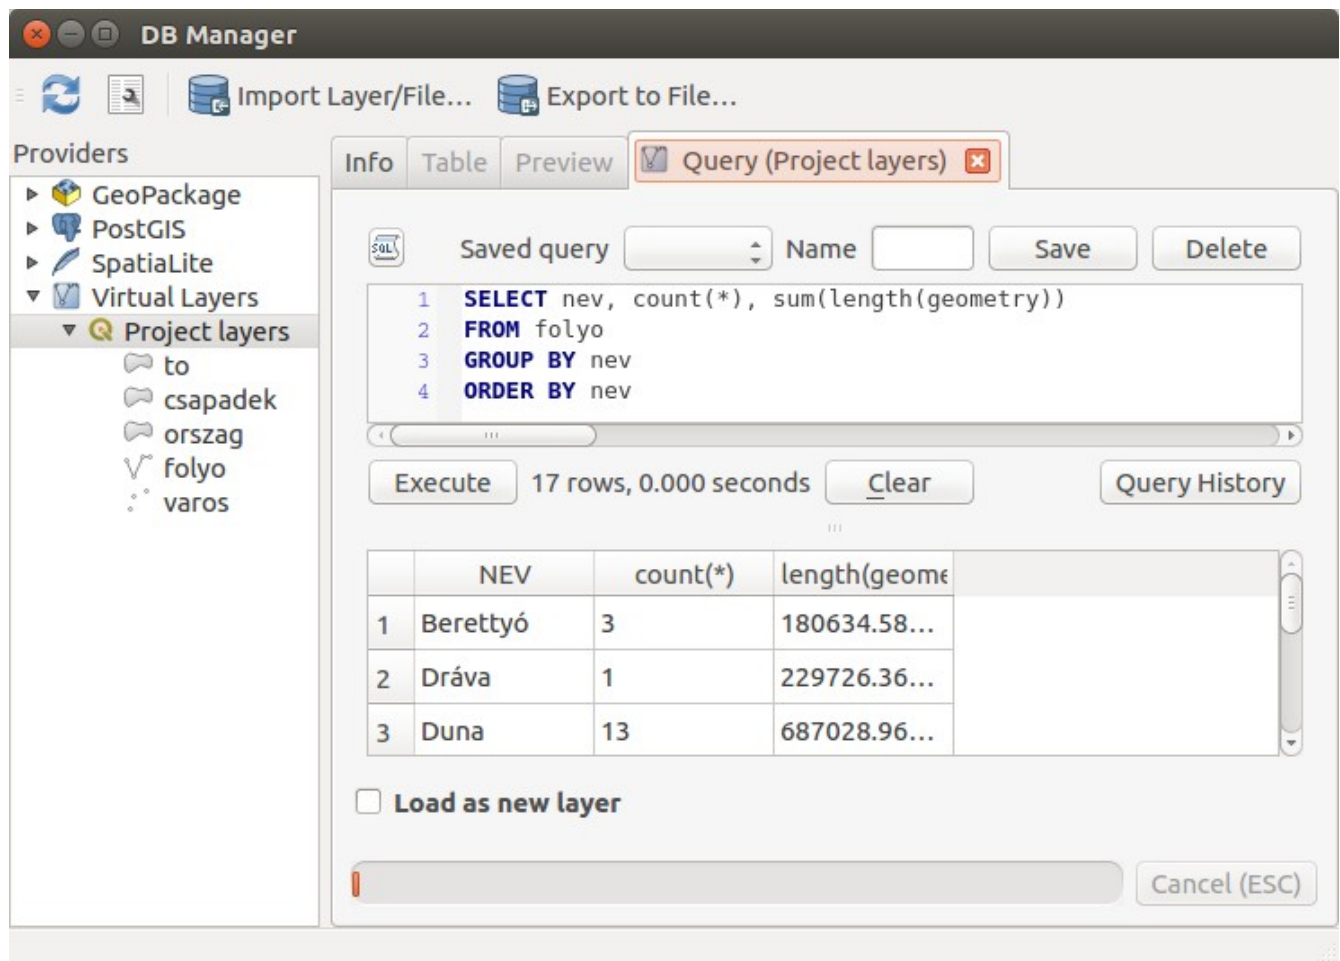 DB Manager
Import Layer/File... Export to File...
Providers
GeoPackage
PostGIS
SpatiaLite
Virtual Layers
Project layers
to
csapadek
orszag
folyo
varos
Info Table Preview Query (Project layers)
SQL Saved query Name Save Delete
1 SELECT nev, count(*), sum(length(geometry))
2 FROM folyo
3 GROUP BY nev
4 ORDER BY nev
Execute 17 rows, 0.000 seconds Clear Query History
NEV count(*) length(geome
1 Berettyó 3 180634.58...
2 Dráva 1 229726.36...
3 Duna 13 687028.96...
Load as new layer
Cancel (ESC)